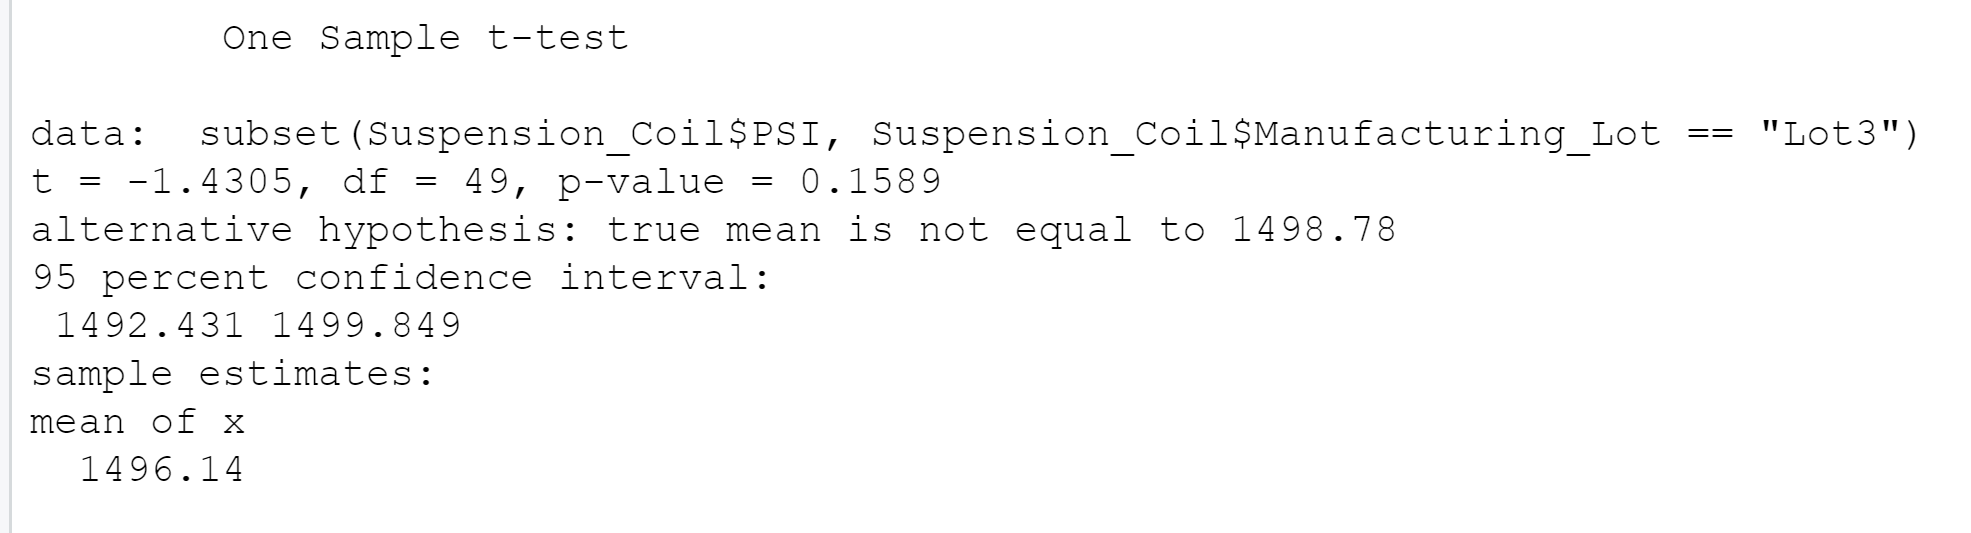 One Sample t-test
data:  subset(Suspension_Coil$PSI, Suspension_Coil$Manufacturing_Lot == "Lot3")
t = -1.4305, df = 49, p-value = 0.1589
alternative hypothesis: true mean is not equal to 1498.78
95 percent confidence interval:
1492.431 1499.849
sample estimates:
mean of x
1496.14